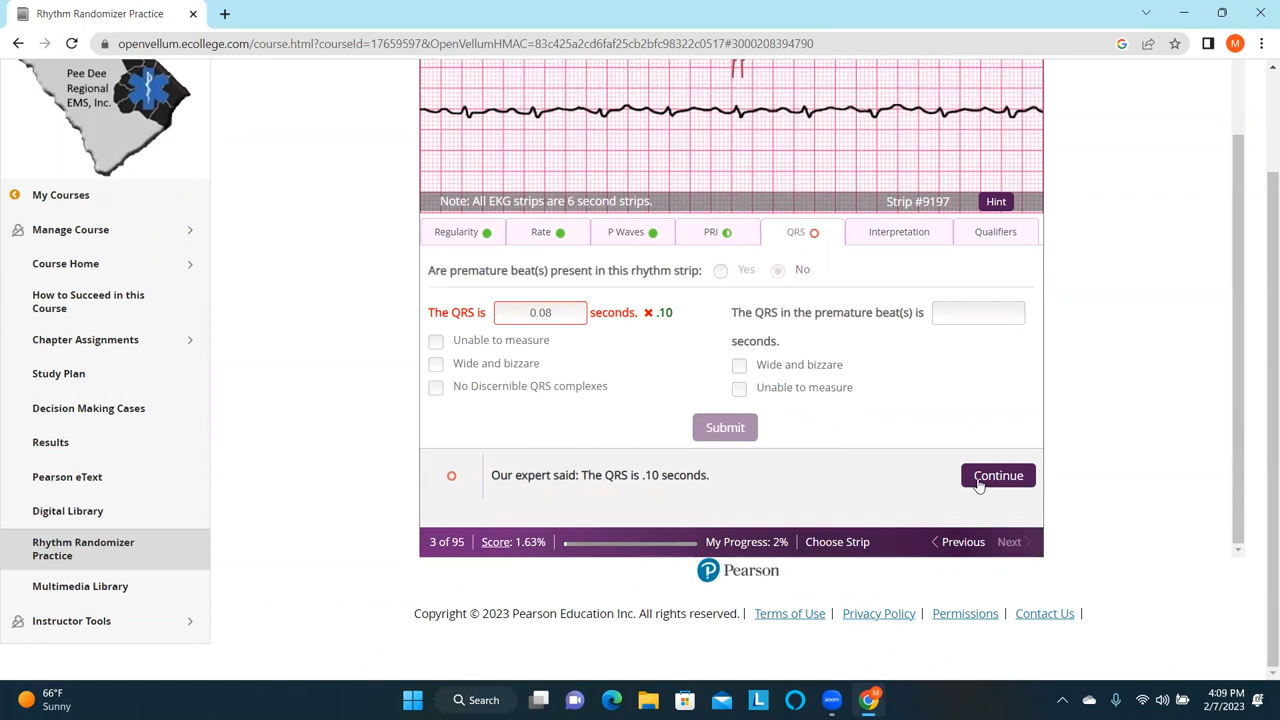 Rhythm Randomizer Practice
openvellum.ecollege.com/course.html?courseId=17659597&OpenVellumHMAC=c3c425a2cd6faf25cb2bfc98322c0517#3000208394790
M
Pee Dee
Regional
EMS, Inc.
My Courses
Manage Course
Course Home
How to Succeed in this
Course
Chapter Assignments
Study Plan
Decision Making Cases
Results
Pearson eText
Digital Library
Rhythm Randomizer
Practice
Multimedia Library
Instructor Tools
Note: All EKG strips are 6 second strips.
Strip #9197
Hint
Regularity
Rate
P Waves
PRI
QRS
Interpretation
Qualifiers
Are premature beat(s) present in this rhythm strip:
Yes
No
The QRS is 0.08 seconds. ✖ .10
Unable to measure
Wide and bizzare
No Discernible QRS complexes
The QRS in the premature beat(s) is
seconds.
Wide and bizzare
Unable to measure
Submit
Our expert said: The QRS is .10 seconds.
Continue
3 of 95
Score: 1.63%
My Progress: 2%
Choose Strip
Previous
Next
Pearson
Copyright © 2023 Pearson Education Inc. All rights reserved. | Terms of Use | Privacy Policy | Permissions | Contact Us |
66°F
Sunny
Search
L
zoom
M
4:09 PM
2/7/2023